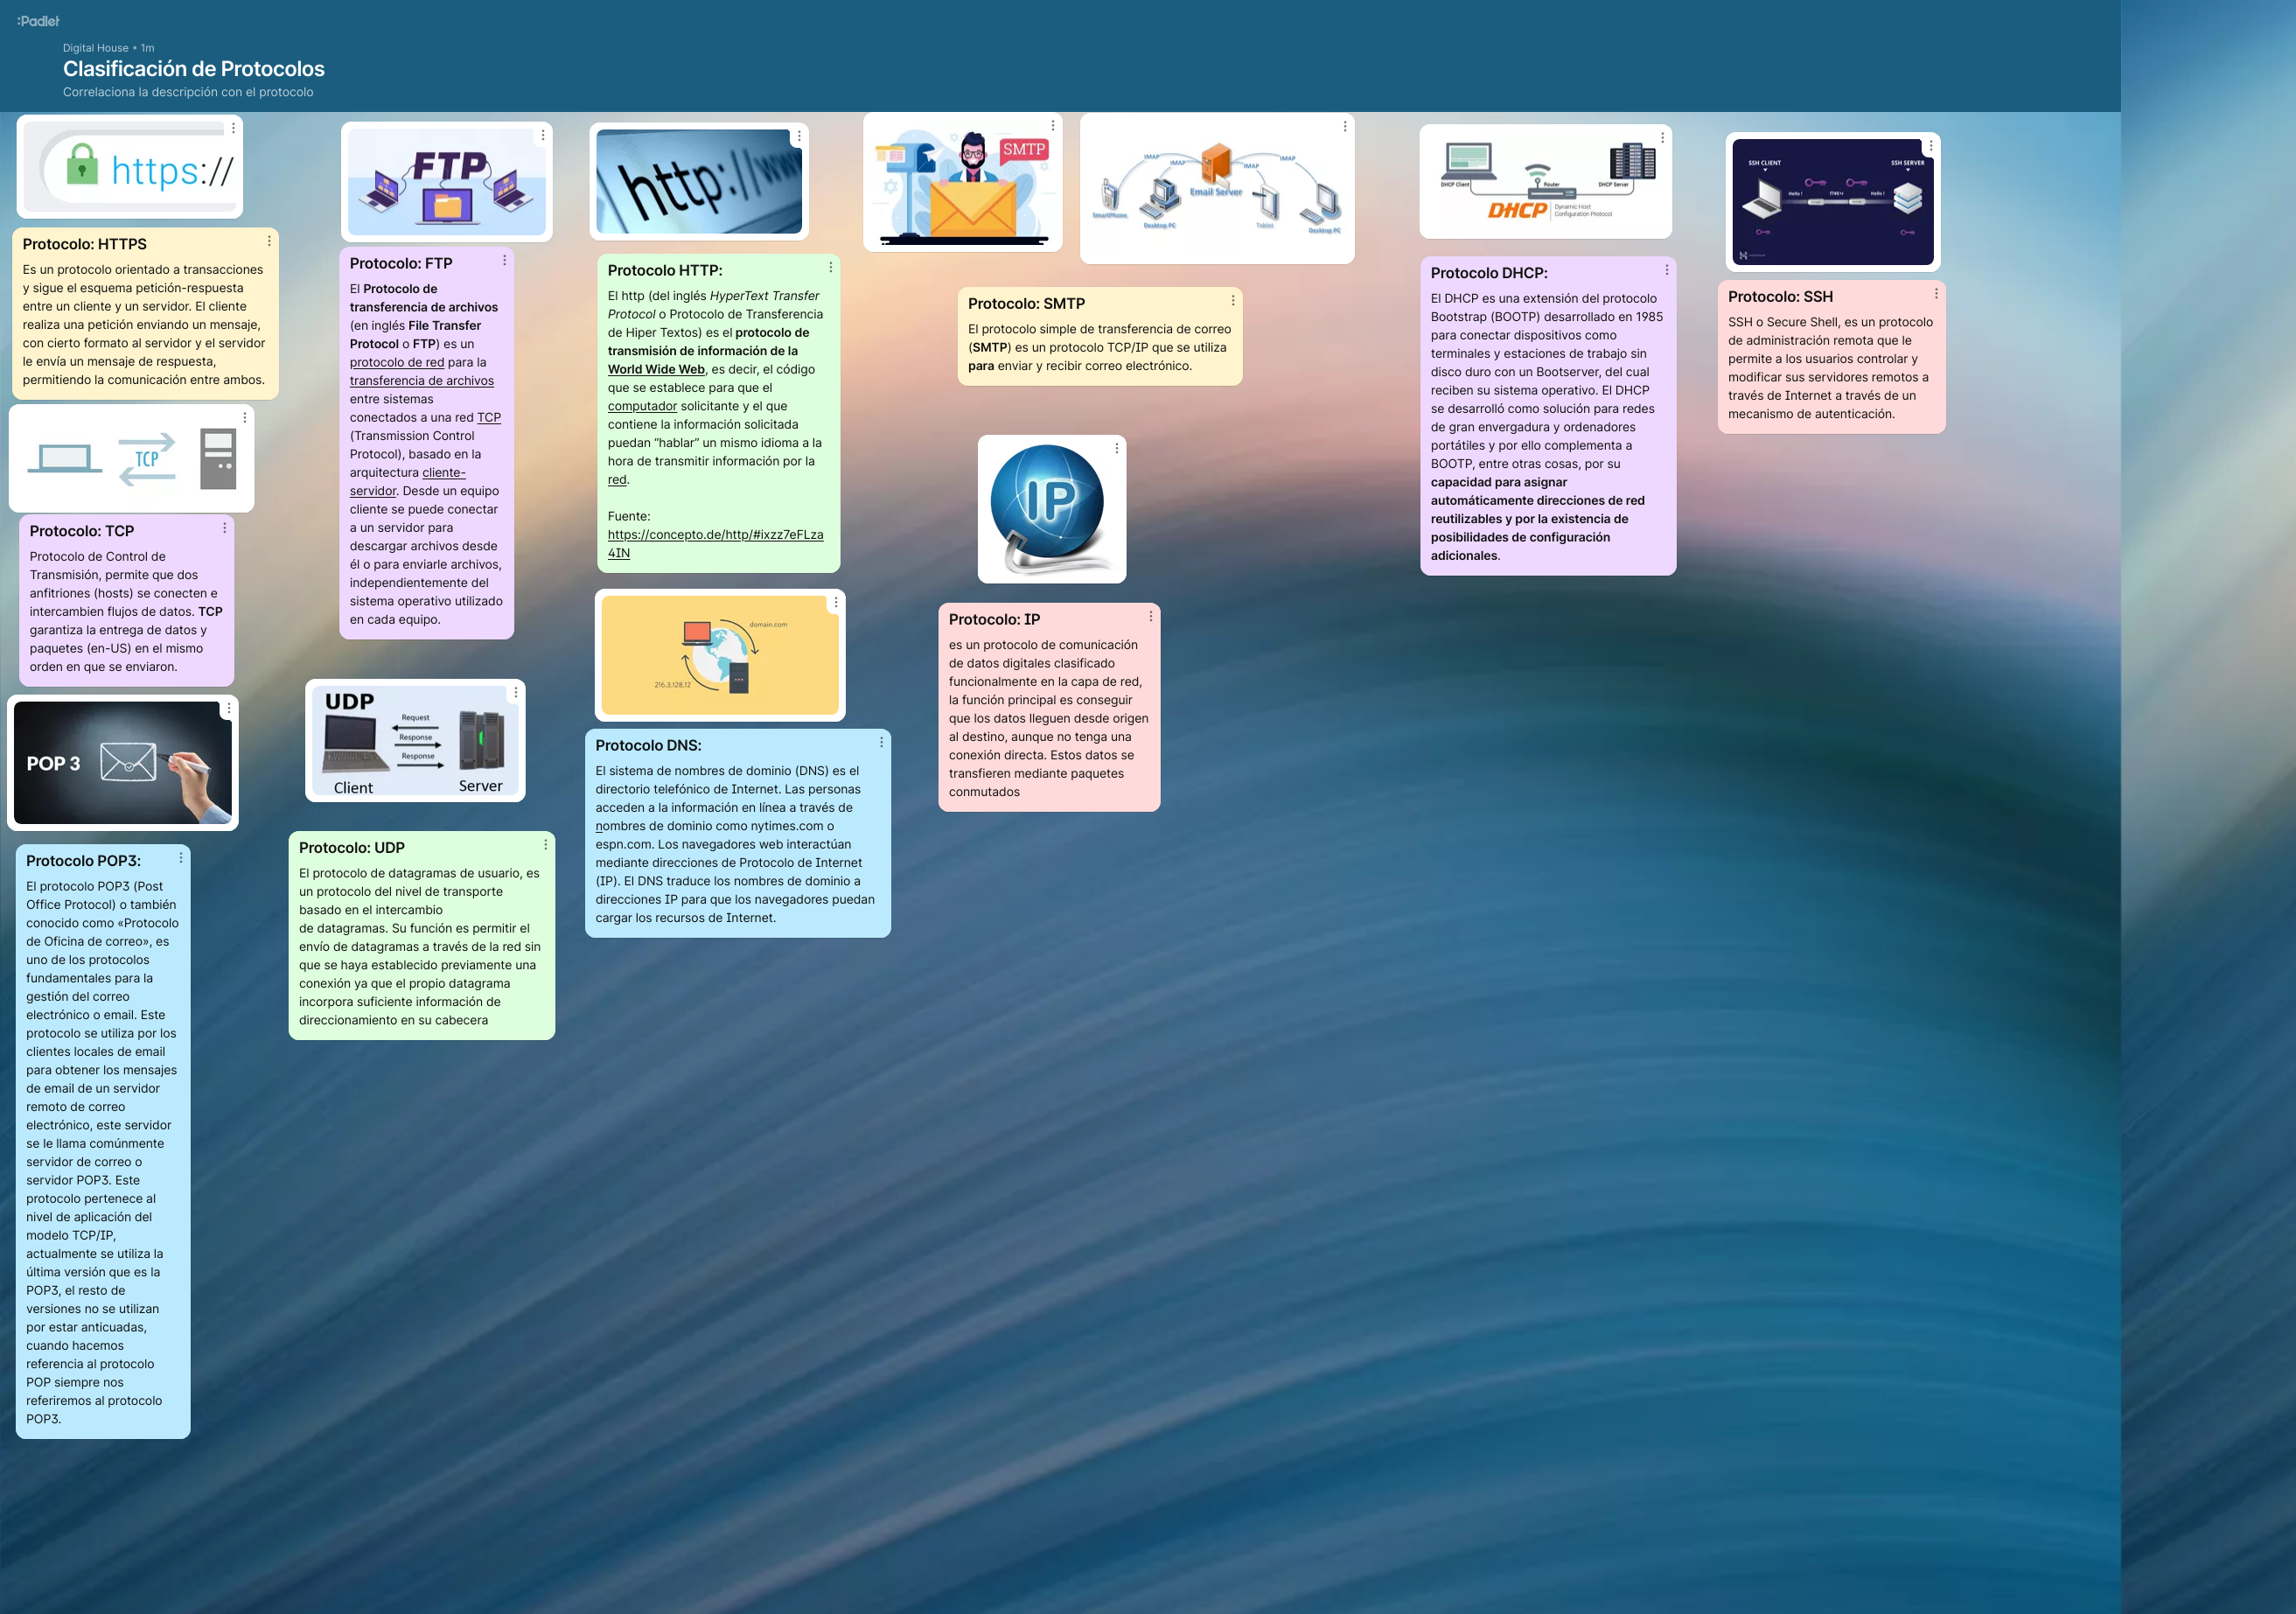 :Padlet
Digital House • 1m
Clasificación de Protocolos
Correlaciona la descripción con el protocolo
https://
Protocolo: HTTPS
Es un protocolo orientado a transacciones
y sigue el esquema petición-respuesta
entre un cliente y un servidor. El cliente
realiza una petición enviando un mensaje,
con cierto formato al servidor y el servidor
le envía un mensaje de respuesta,
permitiendo la comunicación entre ambos.
TCP
Protocolo: TCP
Protocolo de Control de
Transmisión, permite que dos
anfitriones (hosts) se conecten e
intercambien flujos de datos. TCP
garantiza la entrega de datos y
paquetes (en-US) en el mismo
orden en que se enviaron.
POP 3
Protocolo POP3:
El protocolo POP3 (Post
Office Protocol) o también
conocido como «Protocolo
de Oficina de correo», es
uno de los protocolos
fundamentales para la
gestión del correo
electrónico o email. Este
protocolo se utiliza por los
clientes locales de email
para obtener los mensajes
de email de un servidor
remoto de correo
electrónico, este servidor
se le llama comúnmente
servidor de correo o
servidor POP3. Este
protocolo pertenece al
nivel de aplicación del
modelo TCP/IP,
actualmente se utiliza la
última versión que es la
POP3, el resto de
versiones no se utilizan
por estar anticuadas,
cuando hacemos
referencia al protocolo
POP siempre nos
referiremos al protocolo
POP3.
FTP
Protocolo: FTP
El Protocolo de
transferencia de archivos
(en inglés File Transfer
Protocol o FTP) es un
protocolo de red para la
transferencia de archivos
entre sistemas
conectados a una red TCP
(Transmission Control
Protocol), basado en la
arquitectura cliente-
servidor. Desde un equipo
cliente se puede conectar
a un servidor para
descargar archivos desde
él o para enviarle archivos,
independientemente del
sistema operativo utilizado
en cada equipo.
UDP
Request
Response
Response
Client
Server
Protocolo: UDP
El protocolo de datagramas de usuario, es
un protocolo del nivel de transporte
basado en el intercambio
de datagramas. Su función es permitir el
envío de datagramas a través de la red sin
que se haya establecido previamente una
conexión ya que el propio datagrama
incorpora suficiente información de
direccionamiento en su cabecera
http://www
Protocolo HTTP:
El http (del inglés HyperText Transfer
Protocol o Protocolo de Transferencia
de Hiper Textos) es el protocolo de
transmisión de información de la
World Wide Web, es decir, el código
que se establece para que el
computador solicitante y el que
contiene la información solicitada
puedan “hablar” un mismo idioma a la
hora de transmitir información por la
red.
Fuente:
https://concepto.de/http/#ixzz7eFLza
4IN
domain.com
216.3.128.12
Protocolo DNS:
El sistema de nombres de dominio (DNS) es el
directorio telefónico de Internet. Las personas
acceden a la información en línea a través de
nombres de dominio como nytimes.com o
espn.com. Los navegadores web interactúan
mediante direcciones de Protocolo de Internet
(IP). El DNS traduce los nombres de dominio a
direcciones IP para que los navegadores puedan
cargar los recursos de Internet.
SMTP
IMAP
IMAP
IMAP
IMAP
Email Server
SmartPhone
Desktop PC
Tablet
Desktop PC
Protocolo: SMTP
El protocolo simple de transferencia de correo
(SMTP) es un protocolo TCP/IP que se utiliza
para enviar y recibir correo electrónico.
IP
Protocolo: IP
es un protocolo de comunicación
de datos digitales clasificado
funcionalmente en la capa de red,
la función principal es conseguir
que los datos lleguen desde origen
al destino, aunque no tenga una
conexión directa. Estos datos se
transfieren mediante paquetes
conmutados
DHCP Client
Router
DHCP Server
DHCP
Dynamic Host
Configuration Protocol
Protocolo DHCP:
El DHCP es una extensión del protocolo
Bootstrap (BOOTP) desarrollado en 1985
para conectar dispositivos como
terminales y estaciones de trabajo sin
disco duro con un Bootserver, del cual
reciben su sistema operativo. El DHCP
se desarrolló como solución para redes
de gran envergadura y ordenadores
portátiles y por ello complementa a
BOOTP, entre otras cosas, por su
capacidad para asignar
automáticamente direcciones de red
reutilizables y por la existencia de
posibilidades de configuración
adicionales.
SSH CLIENT
SSH SERVER
Hello !
Hello !
Protocolo: SSH
SSH o Secure Shell, es un protocolo
de administración remota que le
permite a los usuarios controlar y
modificar sus servidores remotos a
través de Internet a través de un
mecanismo de autenticación.